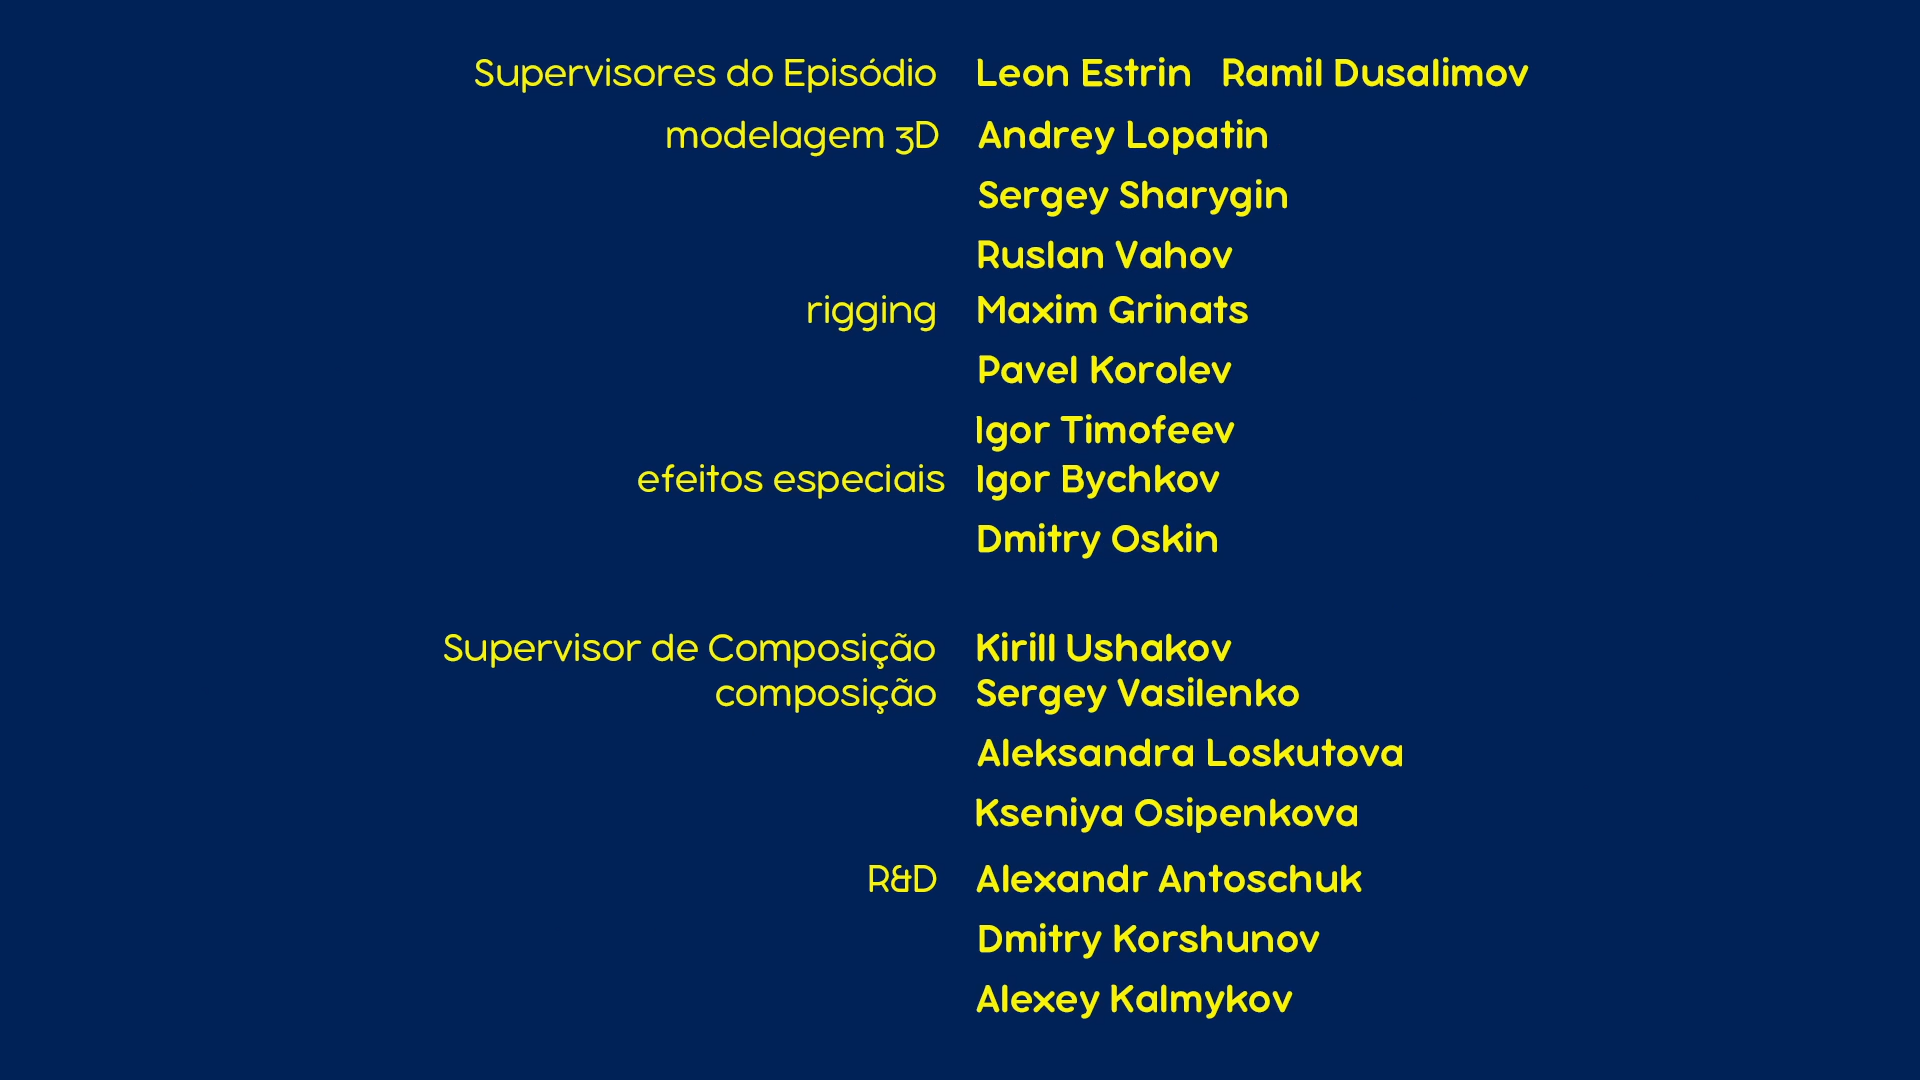 Supervisores do Episódio Leon Estrin Ramil Dusalimov
modelagem 3D Andrey Lopatin
Sergey Sharygin
Ruslan Vahov
rigging Maxim Grinats
Pavel Korolev
Igor Timofeev
efeitos especiais Igor Bychkov
Dmitry Oskin
Supervisor de Composição Kirill Ushakov
composição Sergey Vasilenko
Aleksandra Loskutova
Kseniya Osipenkova
R&D Alexandr Antoschuk
Dmitry Korshunov
Alexey Kalmykov